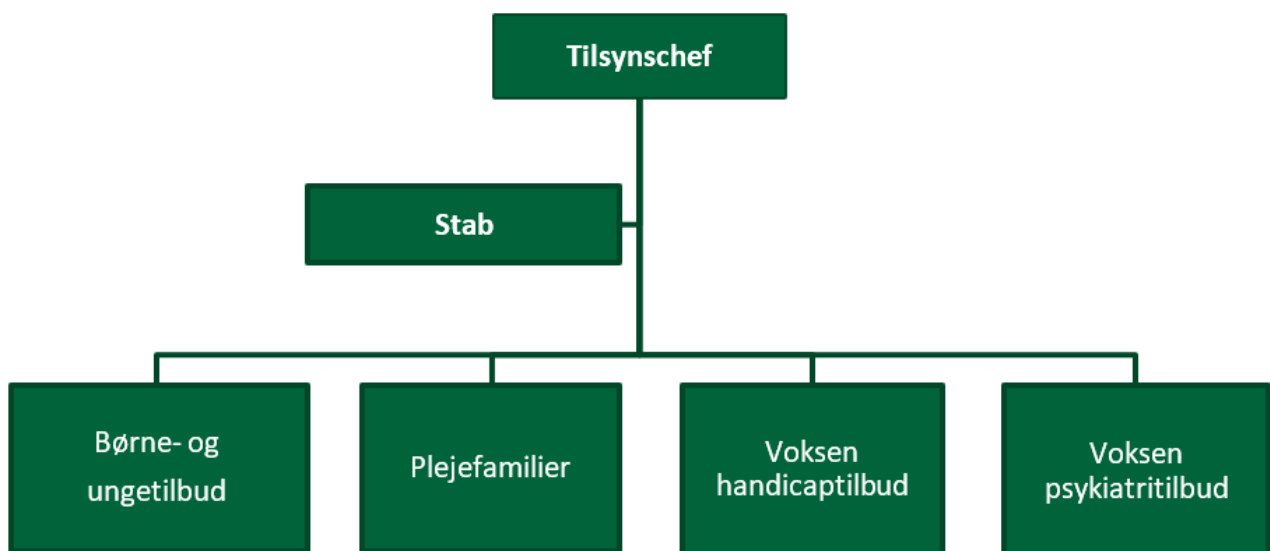 Tilsynschef
Stab
Børne- og
ungetilbud
Plejefamilier
Voksen
handicaptilbud
Voksen
psykiatritilbud